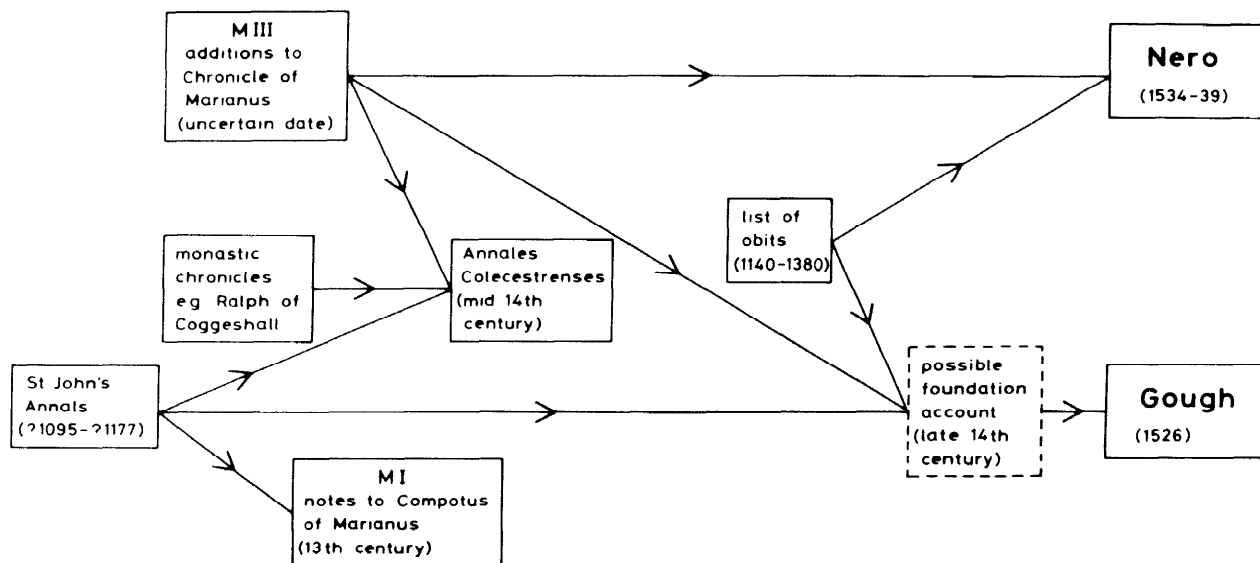 MIII
additions to
Chronicle of
Marianus
(uncertain date)
Nero
(1534-39)
list of
obits
(1140-1380)
monastic
chronicles
eg Ralph of
Coggeshall
Annales
Colecestrenses
(mid 14th
century)
St John's
Annals
(?1095-?1177)
possible
foundation
account
(late 14th
century)
Gough
(1526)
MI
notes to Compotus
of Marianus
(13th century)